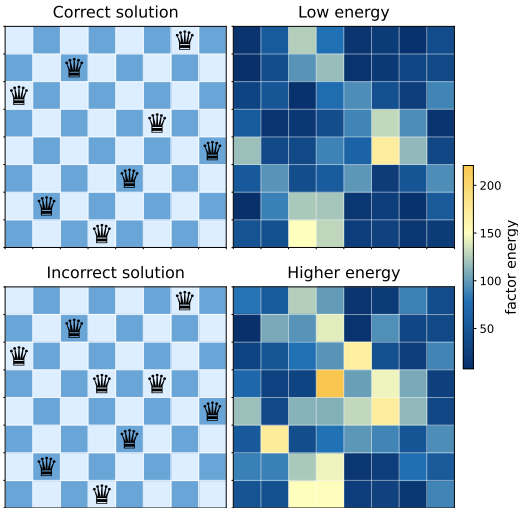 Correct solution
Low energy
200
150
100
50
factor energy
Incorrect solution
Higher energy